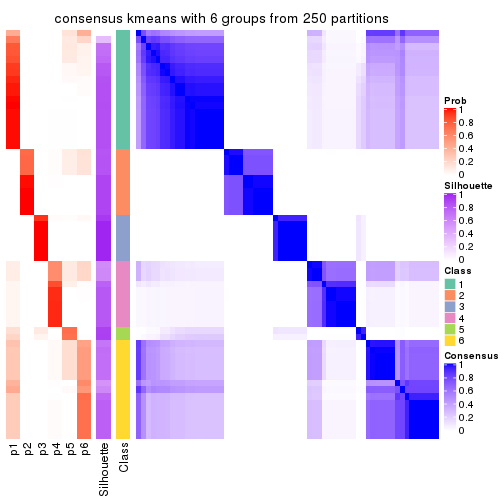 consensus kmeans with 6 groups from 250 partitions
Prob
1
0.8
0.6
0.4
0.2
0
Silhouette
1
0.8
0.6
0.4
0.2
0
Class
1
2
3
4
5
6
Consensus
1
0.8
0.6
0.4
0.2
0
p1
p2
p3
p4
p5
p6
Silhouette
Class